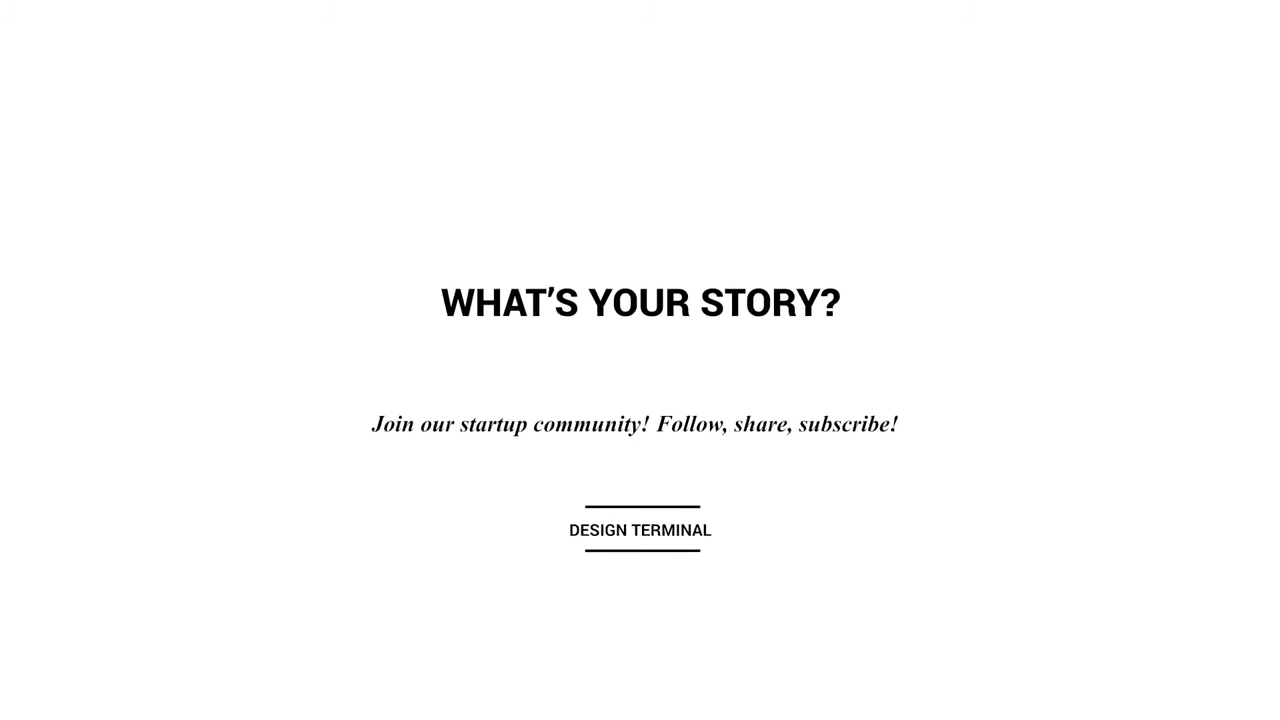 WHAT’S YOUR STORY?
Join our startup community! Follow, share, subscribe!
DESIGN TERMINAL